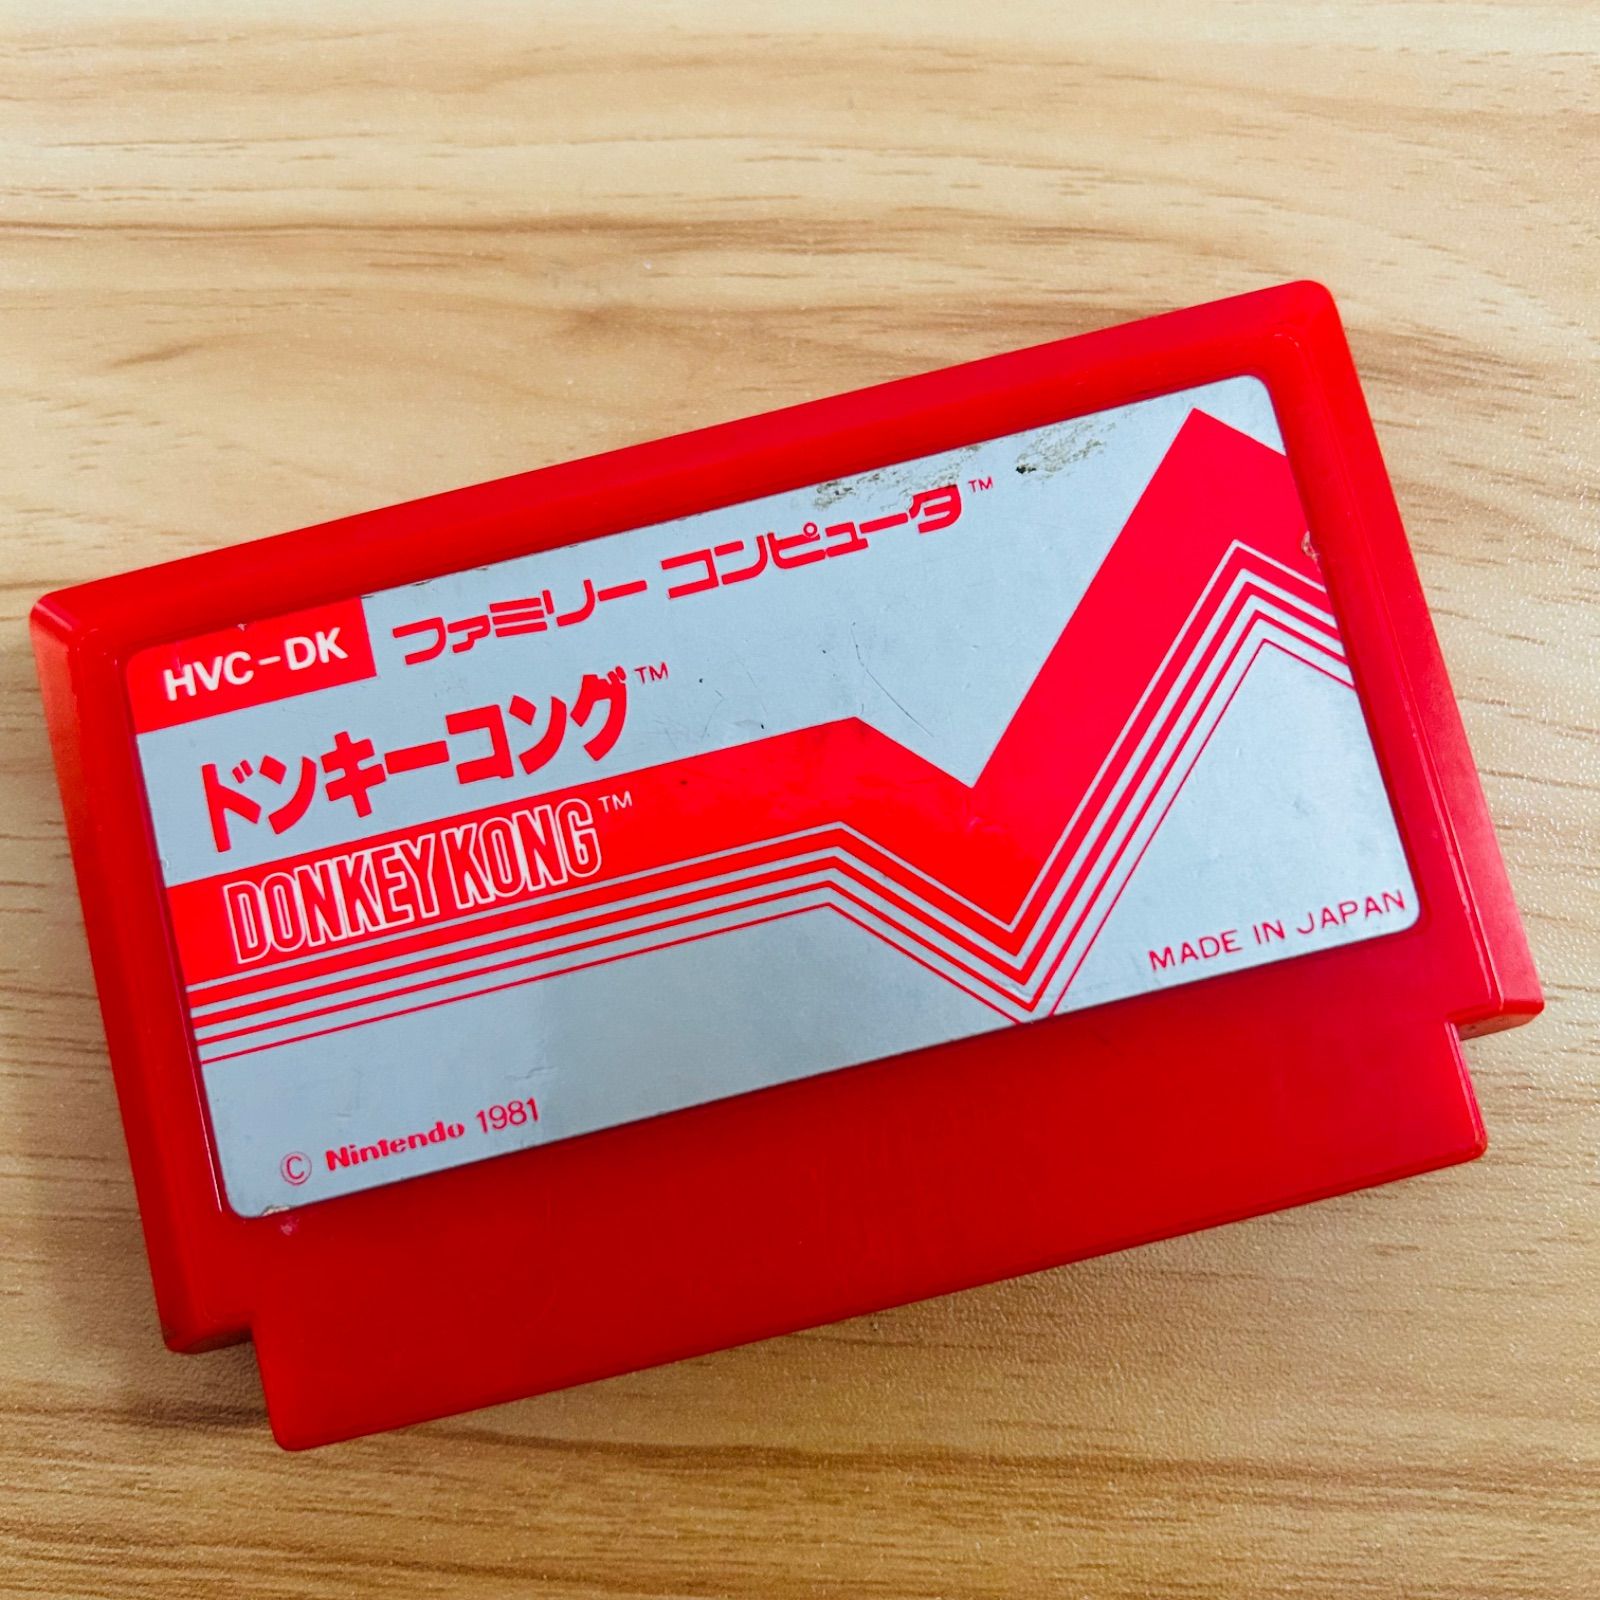 HVC-DK
ファミリー コンピュータ™
ドンキーコング™
DONKEY KONG™
MADE IN JAPAN
© Nintendo 1981